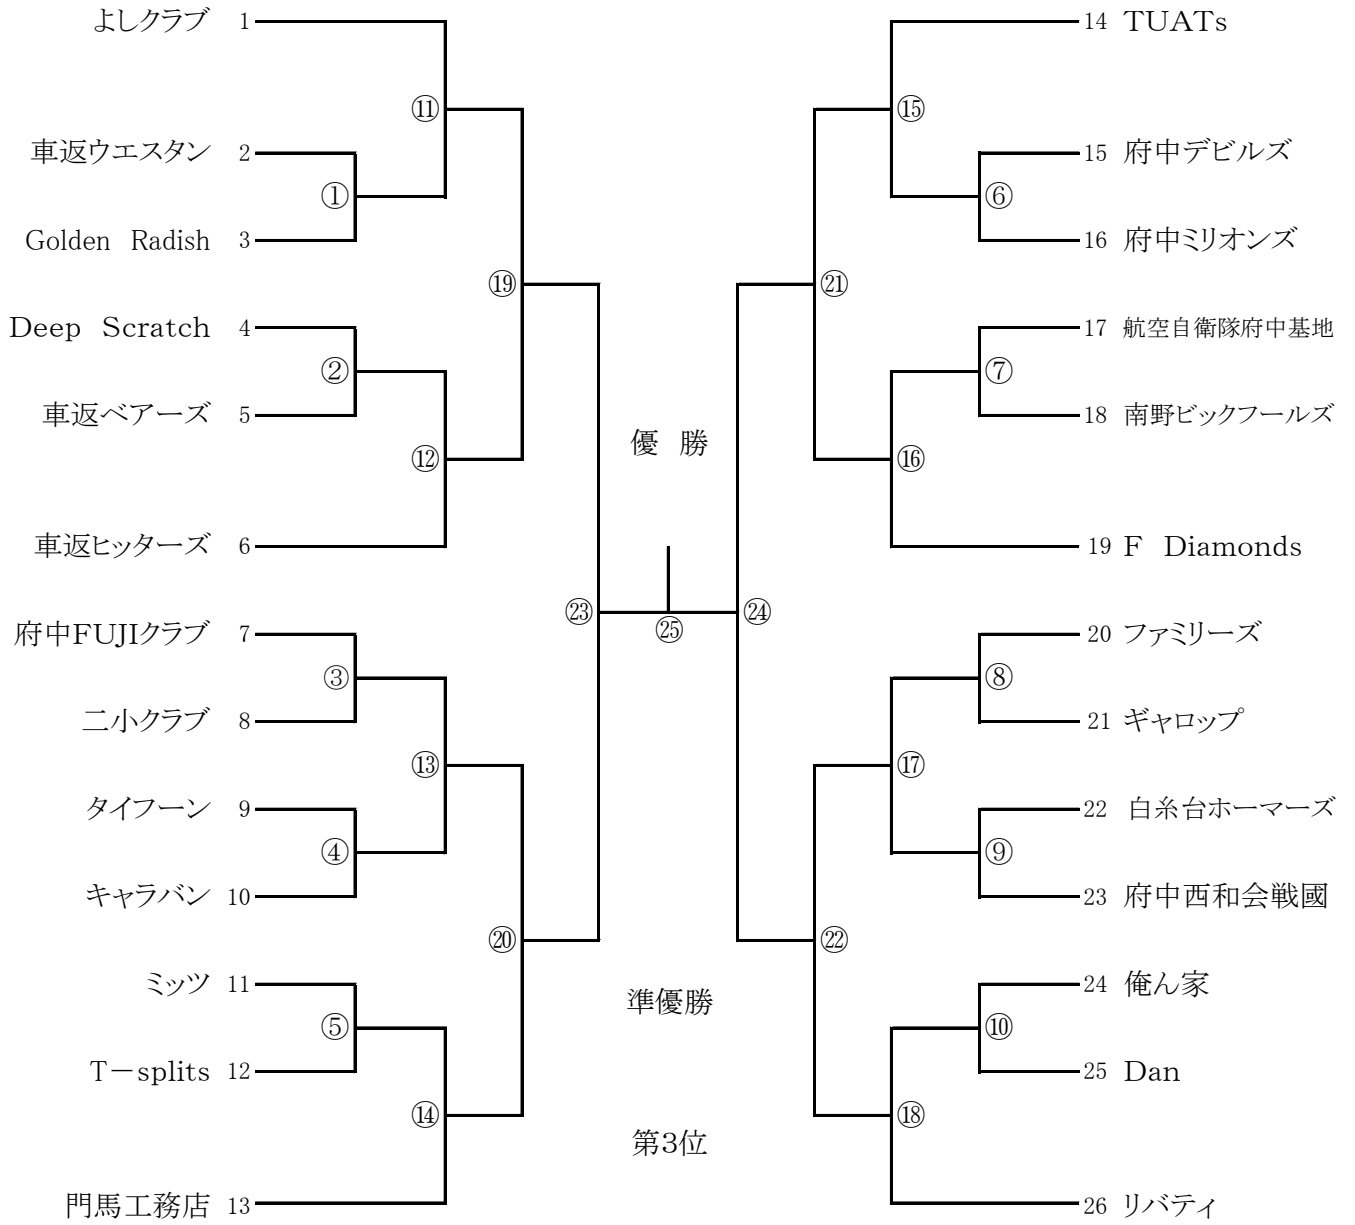 よしクラブ 1
⑪
車返ウエスタン 2
①
Golden Radish 3
⑲
Deep Scratch 4
②
車返ベアーズ 5
⑫
車返ヒッターズ 6
㉓
府中FUJIクラブ 7
③
二小クラブ 8
⑬
タイフーン 9
④
キャラバン 10
⑳
ミッツ 11
⑤
T－splits 12
⑭
門馬工務店 13
優 勝
㉕
準優勝
第3位
14 TUATs
⑮
15 府中デビルズ
⑥
16 府中ミリオンズ
㉑
17 航空自衛隊府中基地
⑦
18 南野ビックフールズ
⑯
19 F Diamonds
㉔
20 ファミリーズ
⑧
21 ギャロップ
⑰
22 白糸台ホーマーズ
⑨
23 府中西和会戦國
㉒
24 俺ん家
⑩
25 Dan
⑱
26 リバティ